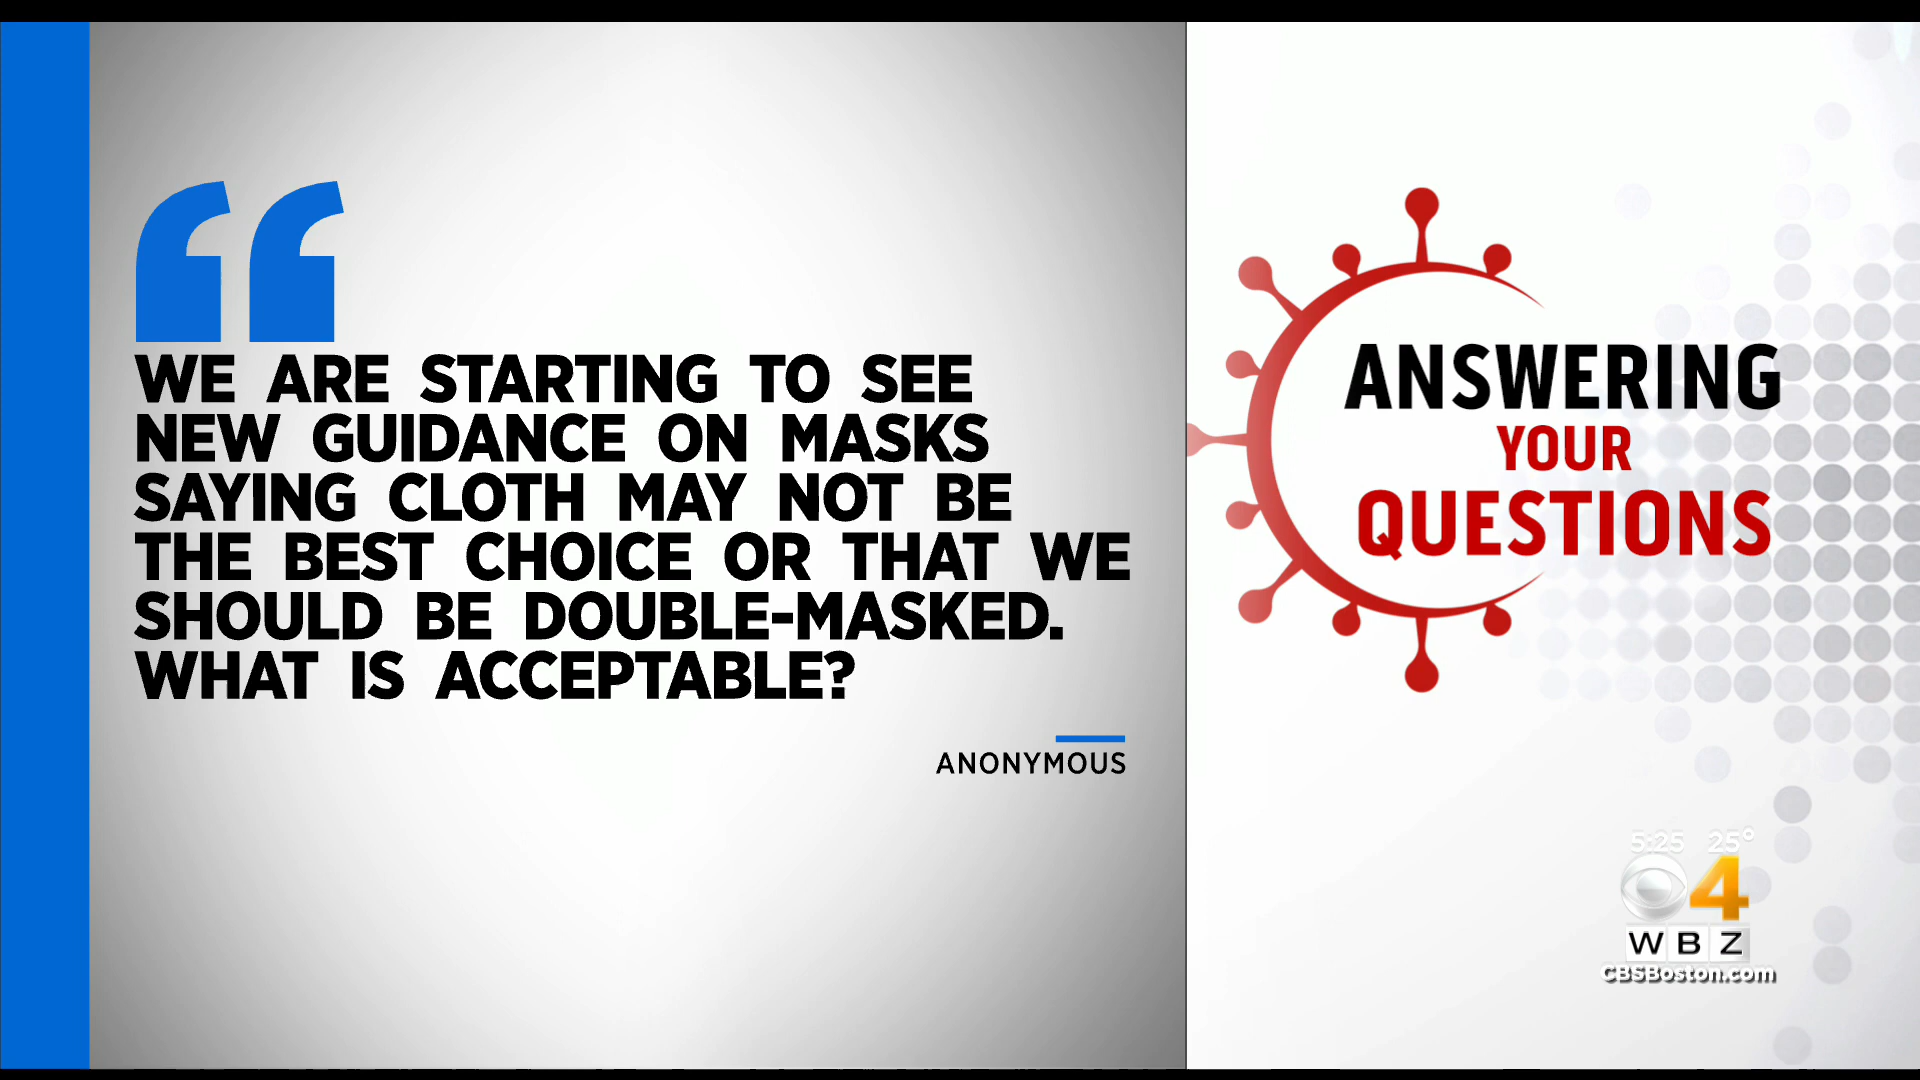 WE ARE STARTING TO SEE
NEW GUIDANCE ON MASKS
SAYING CLOTH MAY NOT BE
THE BEST CHOICE OR THAT WE
SHOULD BE DOUBLE-MASKED.
WHAT IS ACCEPTABLE?
ANONYMOUS
ANSWERING
YOUR
QUESTIONS
5:25 25°
4
WBZ
CBSBoston.com